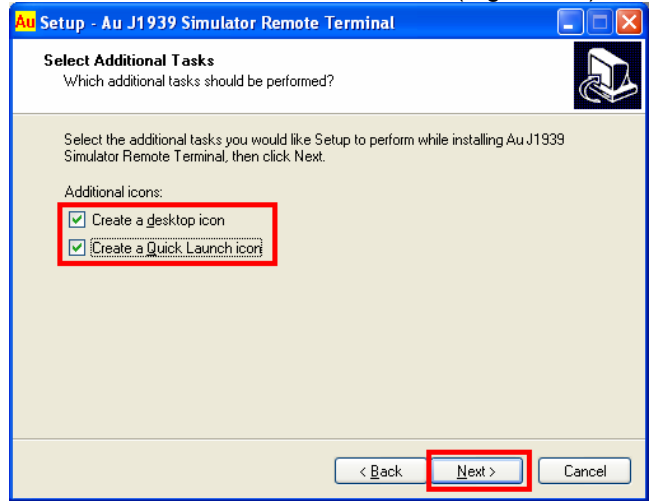 Au Setup - Au J1939 Simulator Remote Terminal
Select Additional Tasks
Which additional tasks should be performed?
Select the additional tasks you would like Setup to perform while installing Au J1939
Simulator Remote Terminal, then click Next.
Additional icons:
Create a desktop icon
Create a Quick Launch icon
< Back Next > Cancel